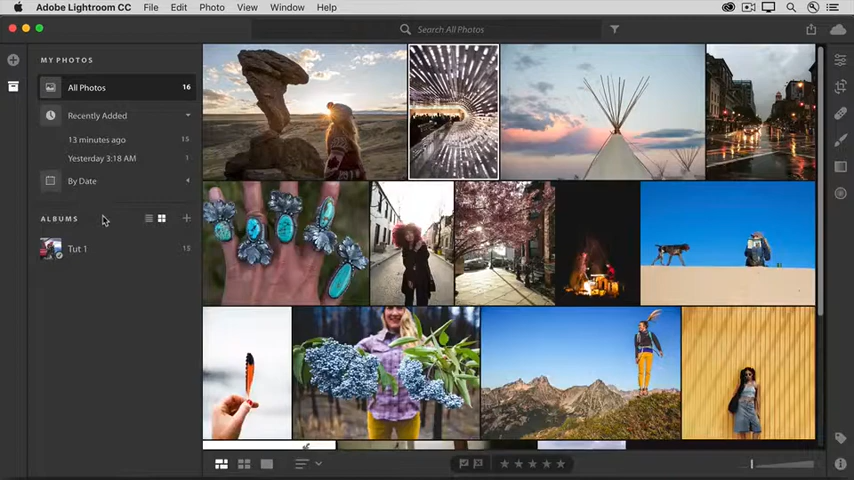 Adobe Lightroom CC File Edit Photo View Window Help
Search All Photos
MY PHOTOS
All Photos 16
Recently Added
13 minutes ago 15
Yesterday 3:18 AM 1
By Date
ALBUMS
Tut 1 15